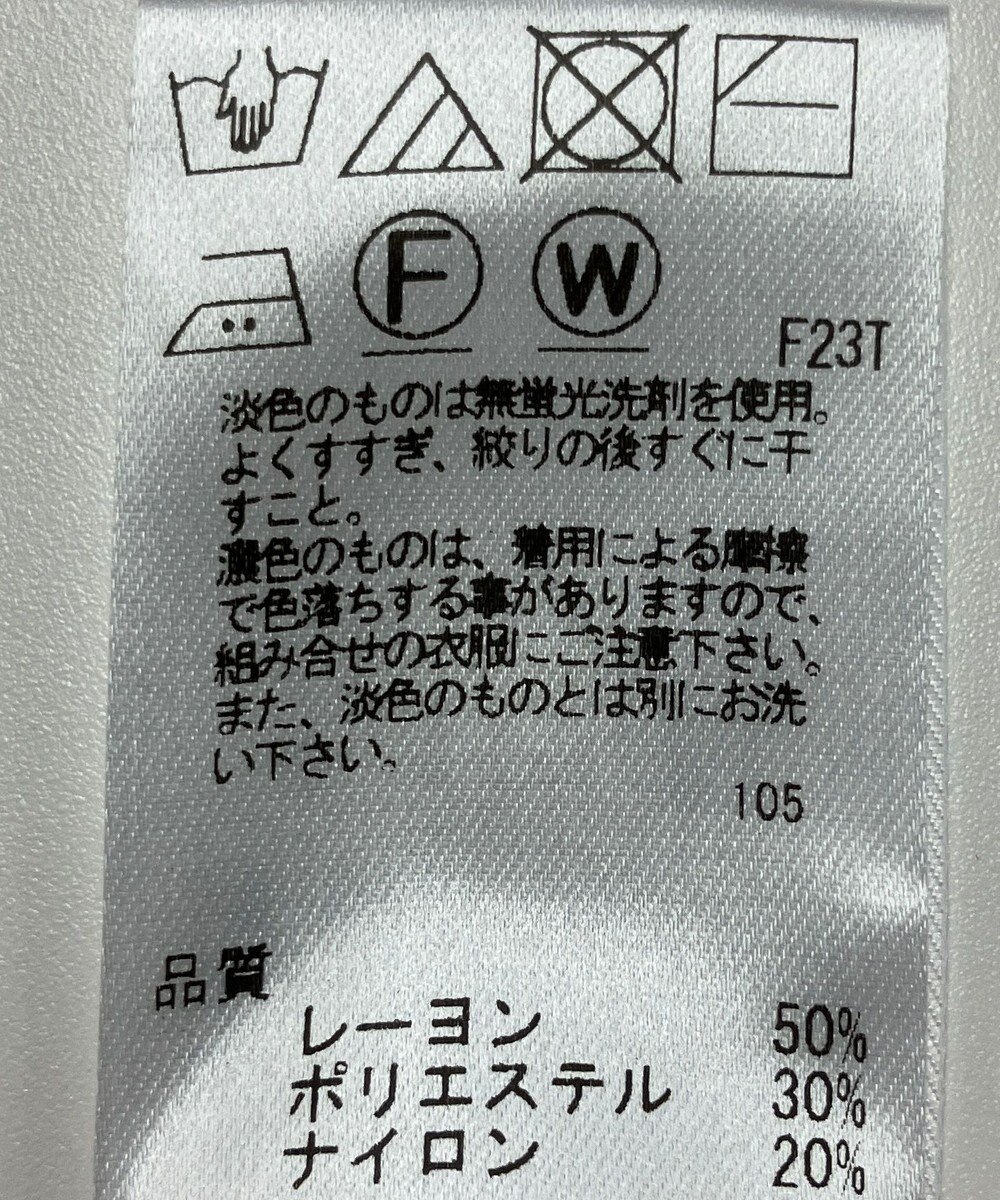 F W
F23T
淡色のものは無蛍光洗剤を使用。
よくすすぎ、絞りの後すぐに干
すこと。
濃色のものは、着用による摩擦
で色落ちする事がありますので、
組み合せの衣服にご注意下さい。
また、淡色のものとは別にお洗
い下さい。
105
品質
レーヨン 50%
ポリエステル 30%
ナイロン 20%